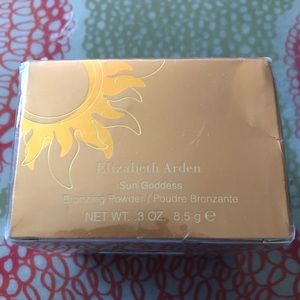 Elizabeth Arden
Sun Goddess
Bronzing Powder / Poudre Bronzante
NET WT. .3 OZ. 8.5 g ℮